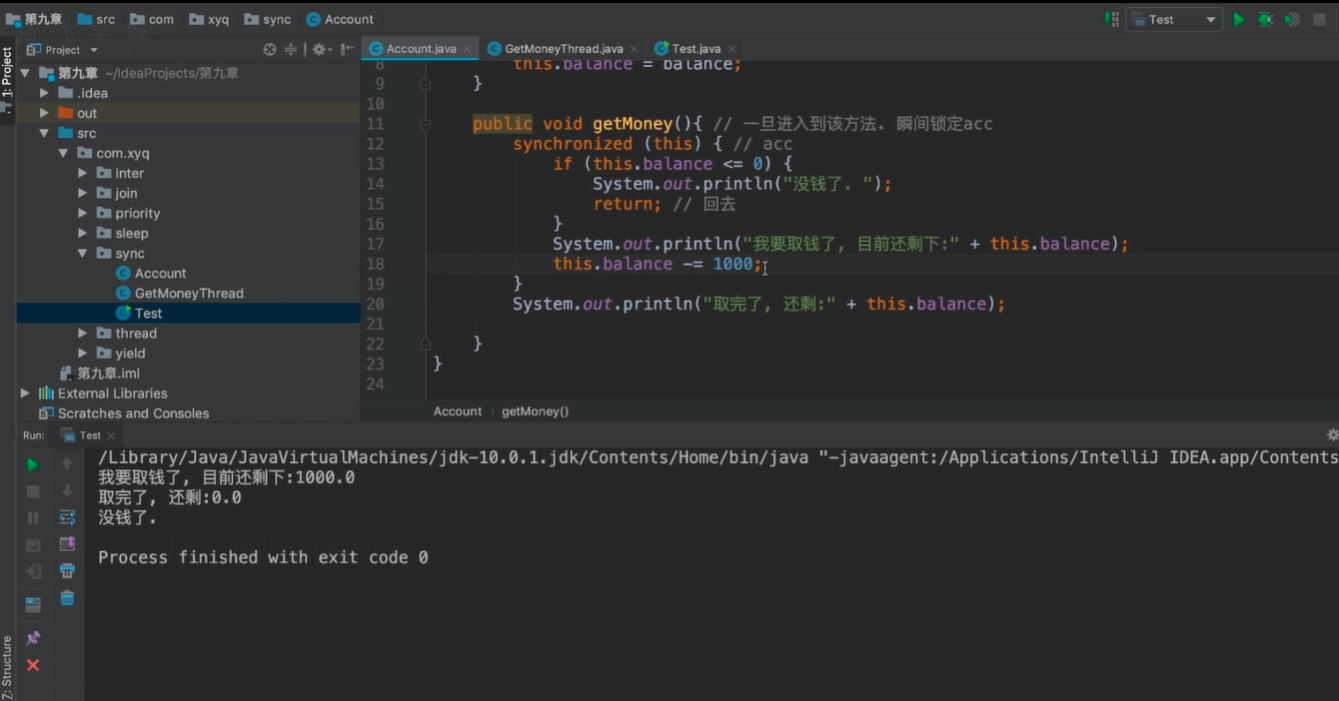 第九章 src com xyq sync Account
Test
1: Project
Project
Account.java GetMoneyThread.java Test.java
第九章 ~/IdeaProjects/第九章
.idea
out
src
com.xyq
inter
join
priority
sleep
sync
Account
GetMoneyThread
Test
thread
yield
第九章.iml
External Libraries
Scratches and Consoles
8 this.balance = balance;
9 }
10
11 public void getMoney(){ // 一旦进入到该方法. 瞬间锁定acc
12 synchronized (this) { // acc
13 if (this.balance <= 0) {
14 System.out.println("没钱了. ");
15 return; // 回去
16 }
17 System.out.println("我要取钱了, 目前还剩下:" + this.balance);
18 this.balance -= 1000;
19 }
20 System.out.println("取完了, 还剩:" + this.balance);
21
22 }
23 }
24
Account › getMoney()
Run: Test
/Library/Java/JavaVirtualMachines/jdk-10.0.1.jdk/Contents/Home/bin/java "-javaagent:/Applications/IntelliJ IDEA.app/Contents
我要取钱了, 目前还剩下:1000.0
取完了, 还剩:0.0
没钱了.
Process finished with exit code 0
7: Structure